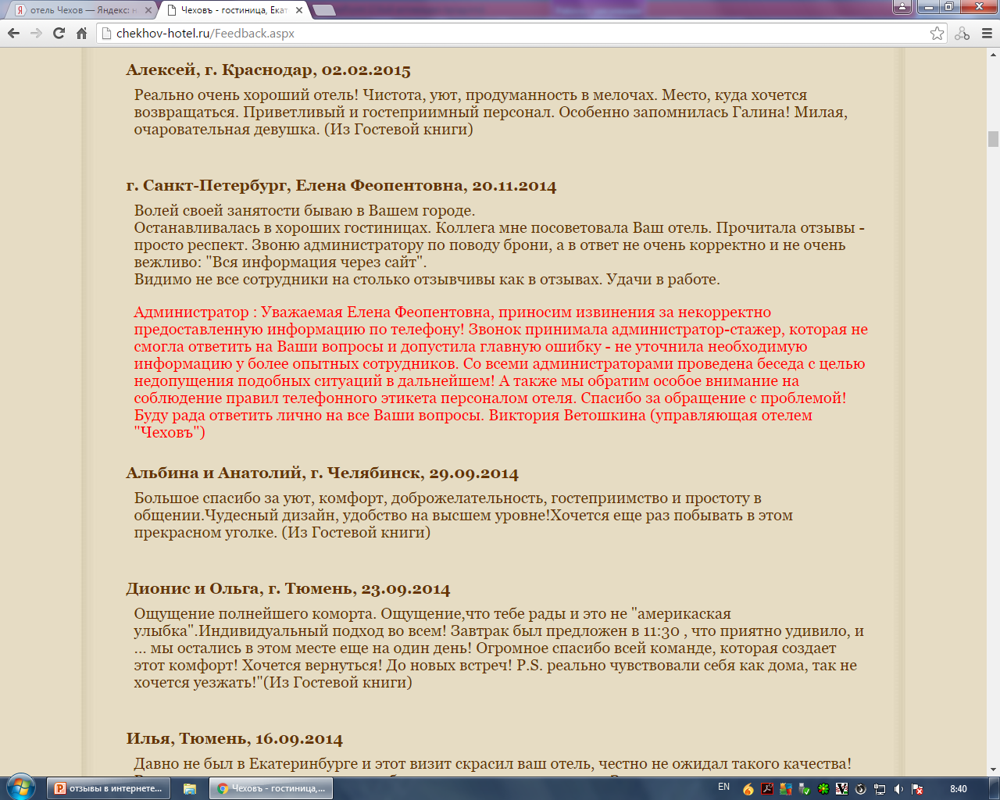 отель Чехов — Яндекс: н
Чеховъ - гостиница, Екат
chekhov-hotel.ru/Feedback.aspx
Алексей, г. Краснодар, 02.02.2015
Реально очень хороший отель! Чистота, уют, продуманность в мелочах. Место, куда хочется
возвращаться. Приветливый и гостеприимный персонал. Особенно запомнилась Галина! Милая,
очаровательная девушка. (Из Гостевой книги)
г. Санкт-Петербург, Елена Феопентовна, 20.11.2014
Волей своей занятости бываю в Вашем городе.
Останавливалась в хороших гостиницах. Коллега мне посоветовала Ваш отель. Прочитала отзывы -
просто респект. Звоню администратору по поводу брони, а в ответ не очень корректно и не очень
вежливо: "Вся информация через сайт".
Видимо не все сотрудники на столько отзывчивы как в отзывах. Удачи в работе.
Администратор : Уважаемая Елена Феопентовна, приносим извинения за некорректно
предоставленную информацию по телефону! Звонок принимала администратор-стажер, которая не
смогла ответить на Ваши вопросы и допустила главную ошибку - не уточнила необходимую
информацию у более опытных сотрудников. Со всеми администраторами проведена беседа с целью
недопущения подобных ситуаций в дальнейшем! А также мы обратим особое внимание на
соблюдение правил телефонного этикета персоналом отеля. Спасибо за обращение с проблемой!
Буду рада ответить лично на все Ваши вопросы. Виктория Ветошкина (управляющая отелем
"Чеховъ")
Альбина и Анатолий, г. Челябинск, 29.09.2014
Большое спасибо за уют, комфорт, доброжелательность, гостеприимство и простоту в
общении.Чудесный дизайн, удобство на высшем уровне!Хочется еще раз побывать в этом
прекрасном уголке. (Из Гостевой книги)
Дионис и Ольга, г. Тюмень, 23.09.2014
Ощущение полнейшего коморта. Ощущение,что тебе рады и это не "америкаская
улыбка".Индивидуальный подход во всем! Завтрак был предложен в 11:30 , что приятно удивило, и
... мы остались в этом месте еще на один день! Огромное спасибо всей команде, которая создает
этот комфорт! Хочется вернуться! До новых встреч! P.S. реально чувствовали себя как дома, так не
хочется уезжать!"(Из Гостевой книги)
Илья, Тюмень, 16.09.2014
Давно не был в Екатеринбурге и этот визит скрасил ваш отель, честно не ожидал такого качества!
отзывы в интернете...
Чеховъ - гостиница,...
EN
8:40